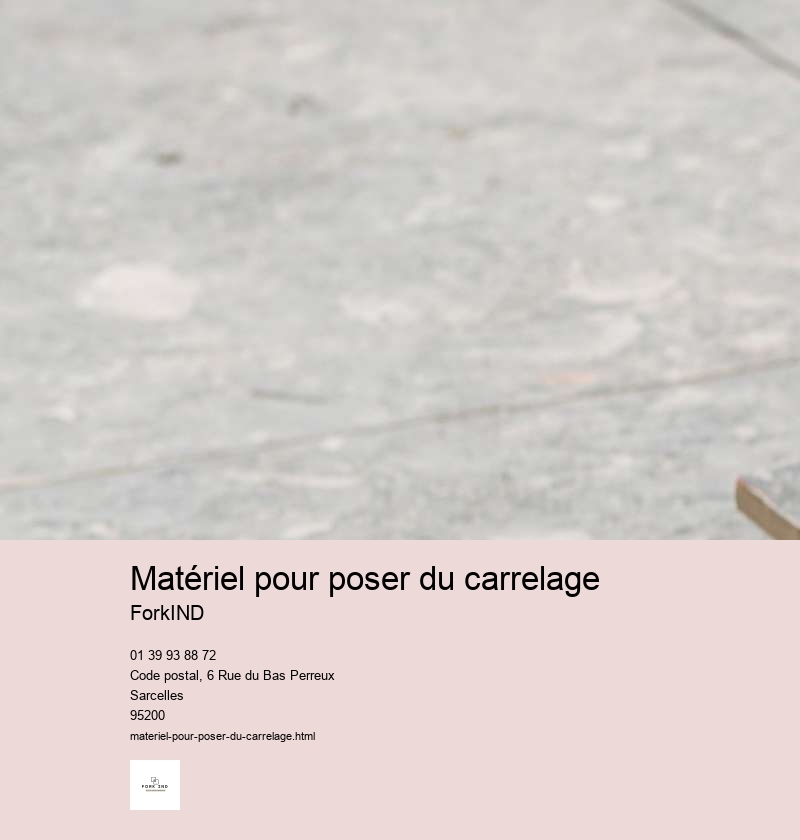 Matériel pour poser du carrelage
ForkIND
01 39 93 88 72
Code postal, 6 Rue du Bas Perreux
Sarcelles
95200
materiel-pour-poser-du-carrelage.html
FORK IND